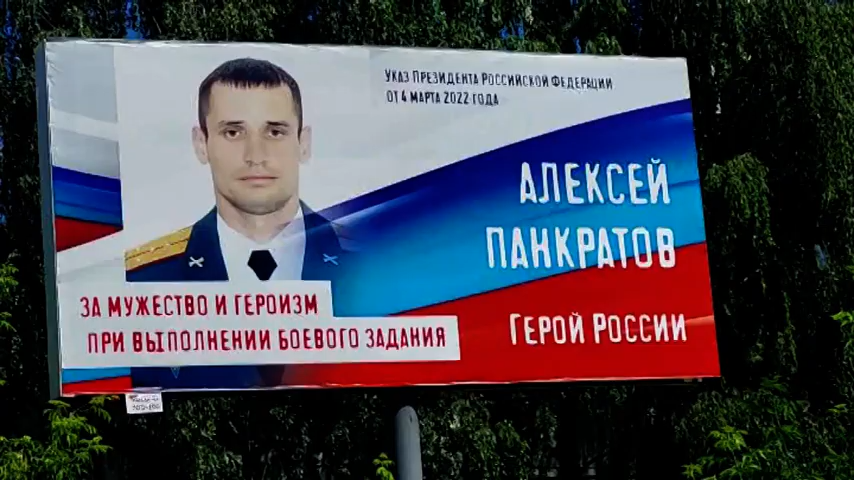 УКАЗ ПРЕЗИДЕНТА РОССИЙСКОЙ ФЕДЕРАЦИИ
ОТ 4 МАРТА 2022 ГОДА
АЛЕКСЕЙ
ПАНКРАТОВ
ГЕРОЙ РОССИИ
ЗА МУЖЕСТВО И ГЕРОИЗМ
ПРИ ВЫПОЛНЕНИИ БОЕВОГО ЗАДАНИЯ